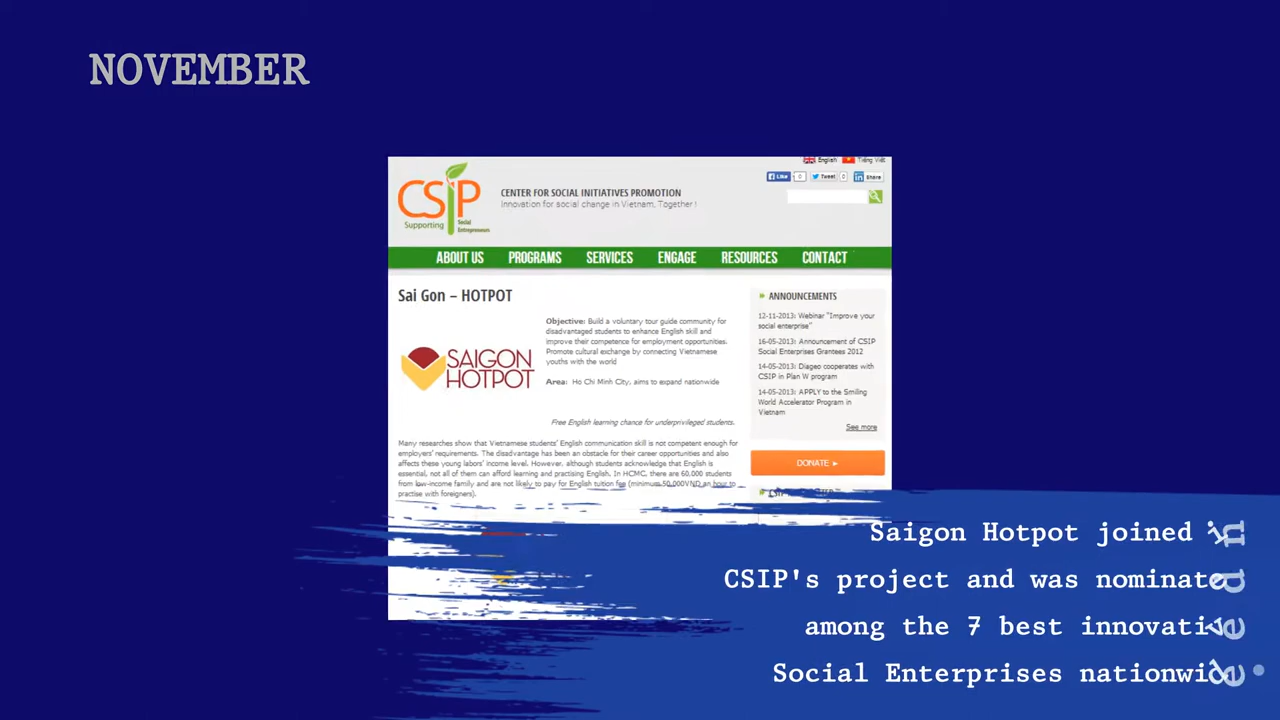 NOVEMBER
English
Tiếng Việt
Like
0
Tweet
0
Share
CSiP
Supporting
Social
Entrepreneurs
CENTER FOR SOCIAL INITIATIVES PROMOTION
Innovation for social change in Vietnam, Together !
ABOUT US PROGRAMS SERVICES ENGAGE RESOURCES CONTACT
Sai Gon – HOTPOT
SAIGON
HOTPOT
Objective: Build a voluntary tour guide community for
disadvantaged students to enhance English skill and
improve their competence for employment opportunities.
Promote cultural exchange by connecting Vietnamese
youths with the world
Area: Ho Chi Minh City, aims to expand nationwide
Free English learning chance for underprivileged students.
Many researches show that Vietnamese students' English communication skill is not competent enough for
employers' requirements. The disadvantage has been an obstacle for their career opportunities and also
affects these young labors' income level. However, although students acknowledge that English is
essential, not all of them can afford learning and practising English. In HCMC, there are 60,000 students
from low-income family and are not likely to pay for English tuition fee (minimum 50,000VND an hour to
practise with foreigners).
ANNOUNCEMENTS
12-11-2013: Webinar "Improve your
social enterprise"
16-05-2013: Announcement of CSIP
Social Enterprises Grantees 2012
14-05-2013: Diageo cooperates with
CSIP in Plan W program
14-05-2013: APPLY to the Smiling
World Accelerator Program in
Vietnam
See more
DONATE ►
Saigon Hotpot joined in
CSIP's project and was nominated
among the 7 best innovative
Social Enterprises nationwide.